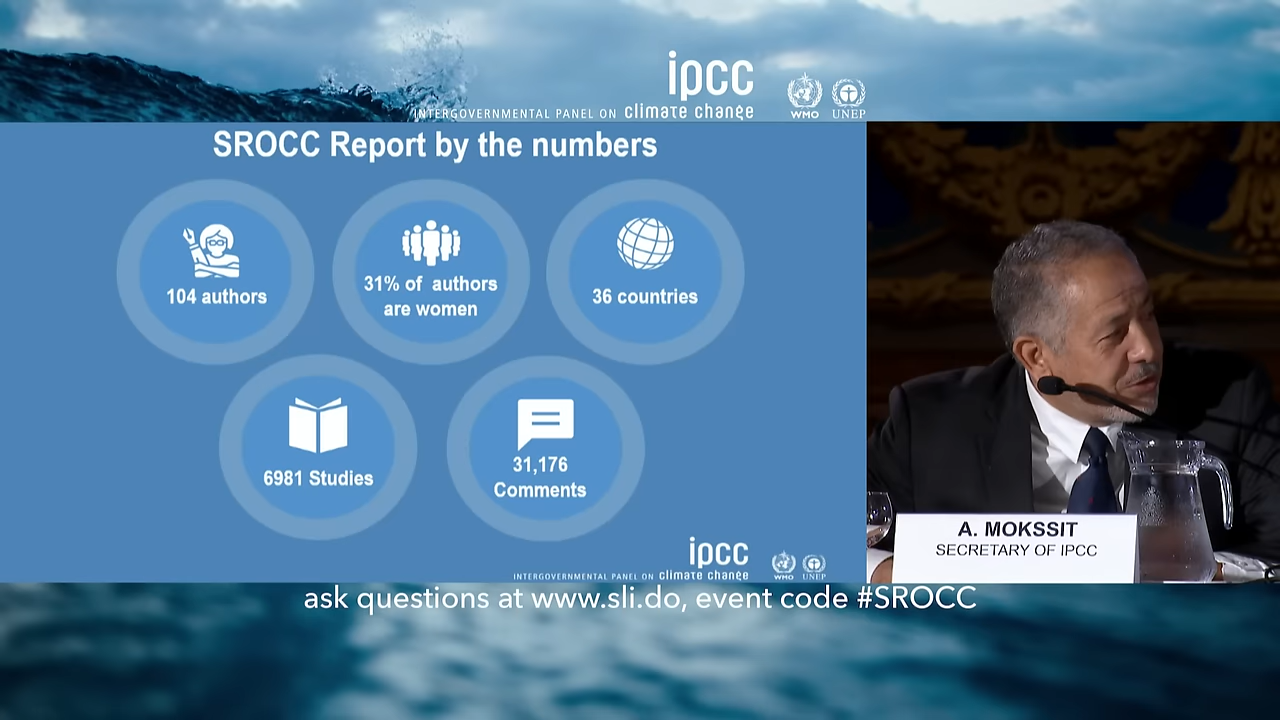 ipcc
INTERGOVERNMENTAL PANEL ON climate change
WMO
UNEP
SROCC Report by the numbers
104 authors
31% of authors
are women
36 countries
6981 Studies
31,176
Comments
ipcc
INTERGOVERNMENTAL PANEL ON climate change
WMO
UNEP
A. MOKSSIT
SECRETARY OF IPCC
ask questions at www.sli.do, event code #SROCC